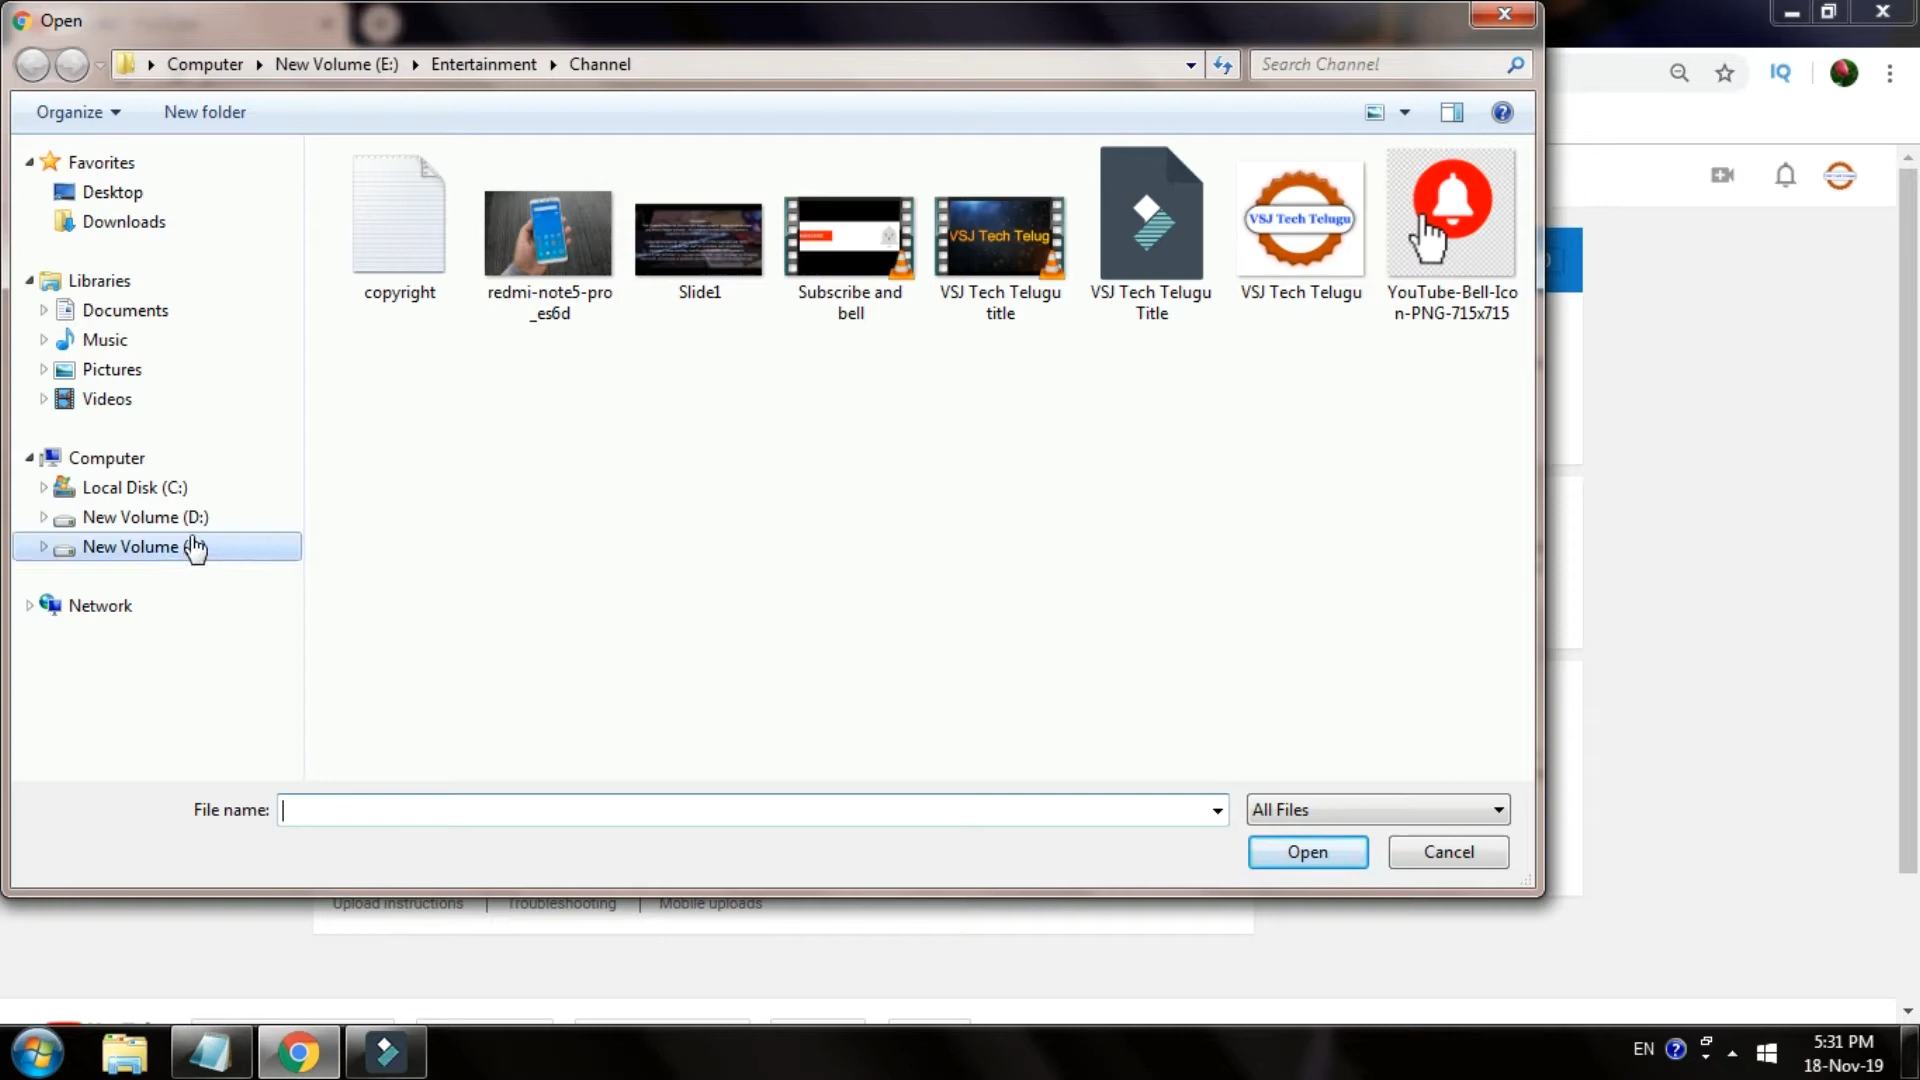 Open
Computer
New Volume (E:)
Entertainment
Channel
Search Channel
IQ
Organize
New folder
Favorites
Desktop
Downloads
Libraries
Documents
Music
Pictures
Videos
Computer
Local Disk (C:)
New Volume (D:)
New Volume
Network
SUBSCRIBE
VSJ Tech Telug
VSJ Tech Telugu
copyright
redmi-note5-pro
_es6d
Slide1
Subscribe and
bell
VSJ Tech Telugu
title
VSJ Tech Telugu
Title
VSJ Tech Telugu
YouTube-Bell-Ico
n-PNG-715x715
File name:
All Files
Open
Cancel
Upload instructions
Troubleshooting
Mobile uploads
EN
5:31 PM
18-Nov-19